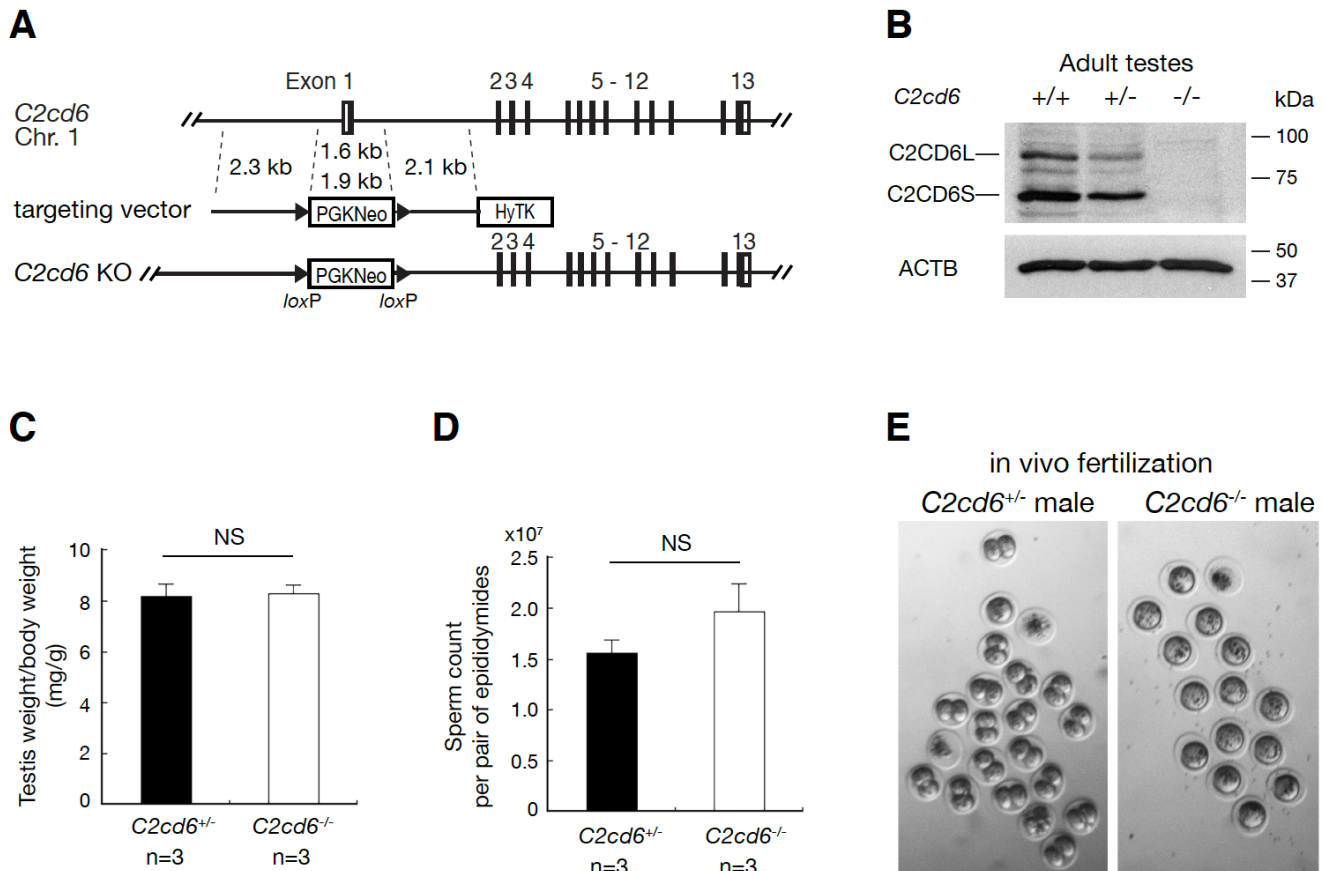 A
Exon 1
2 3 4
5 - 12
13
C2cd6
Chr. 1
2.3 kb
1.6 kb
1.9 kb
2.1 kb
targeting vector
PGKNeo
HyTK
2 3 4
5 - 12
13
C2cd6 KO
PGKNeo
loxP
loxP
B
Adult testes
C2cd6
+/+
+/-
-/-
kDa
C2CD6L
C2CD6S
100
75
ACTB
50
37
C
NS
Testis weight/body weight
(mg/g)
10
8
6
4
2
0
C2cd6+/-
C2cd6-/-
n=3
n=3
D
x10⁷
NS
Sperm count
per pair of epididymides
2.5
2.0
1.5
1.0
0.5
0
C2cd6+/-
C2cd6-/-
n=3
n=3
E
in vivo fertilization
C2cd6+/- male
C2cd6-/- male